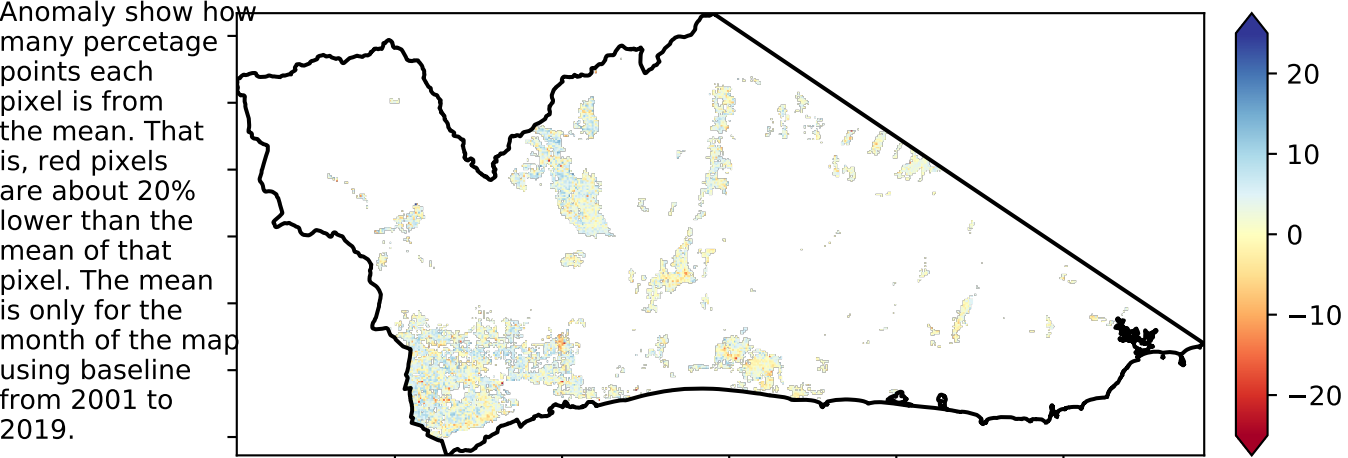 Anomaly show how
many percetage
points each
pixel is from
the mean. That
is, red pixels
are about 20%
lower than the
mean of that
pixel. The mean
is only for the
month of the map
using baseline
from 2001 to
2019.
20
10
0
−10
−20